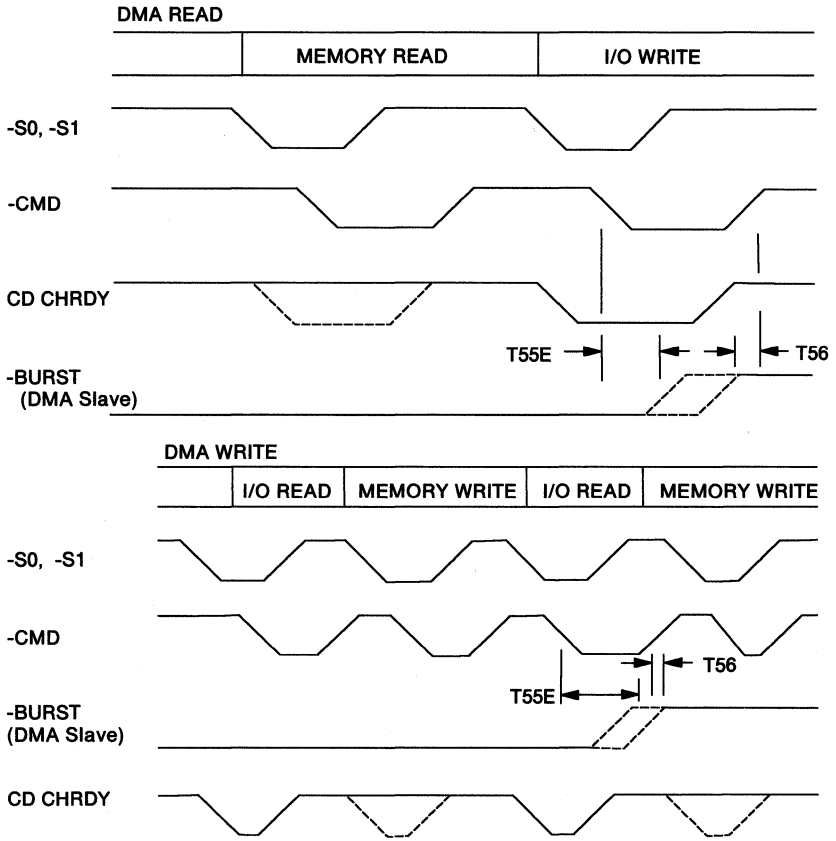 DMA READ
MEMORY READ
I/O WRITE
-S0, -S1
-CMD
CD CHRDY
T55E
T56
-BURST
(DMA Slave)
DMA WRITE
I/O READ
MEMORY WRITE
I/O READ
MEMORY WRITE
-S0, -S1
-CMD
T56
T55E
-BURST
(DMA Slave)
CD CHRDY